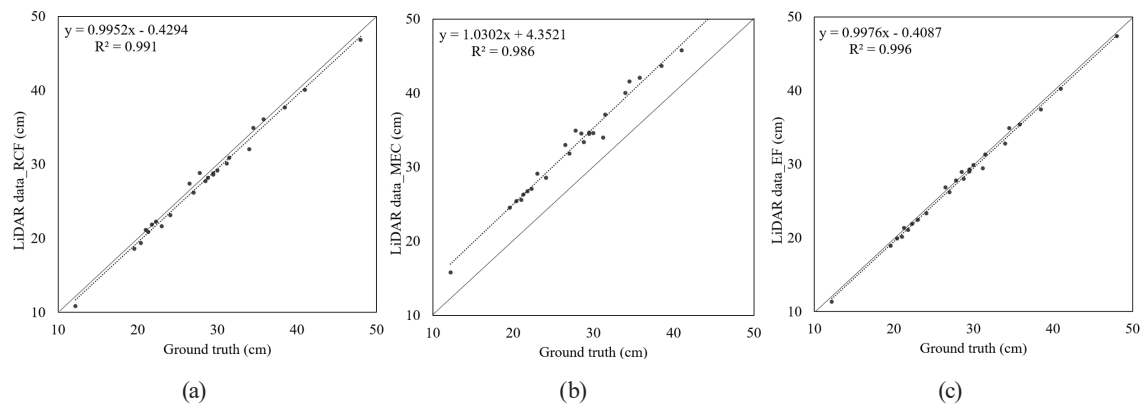 y = 0.9952x - 0.4294
R² = 0.991
50
40
30
20
10
10 20 30 40 50
LiDAR data_RCF (cm)
Ground truth (cm)
(a)
y = 1.0302x + 4.3521
R² = 0.986
50
40
30
20
10
10 20 30 40 50
LiDAR data_MEC (cm)
Ground truth (cm)
(b)
y = 0.9976x - 0.4087
R² = 0.996
50
40
30
20
10
10 20 30 40 50
LiDAR data_EF (cm)
Ground truth (cm)
(c)